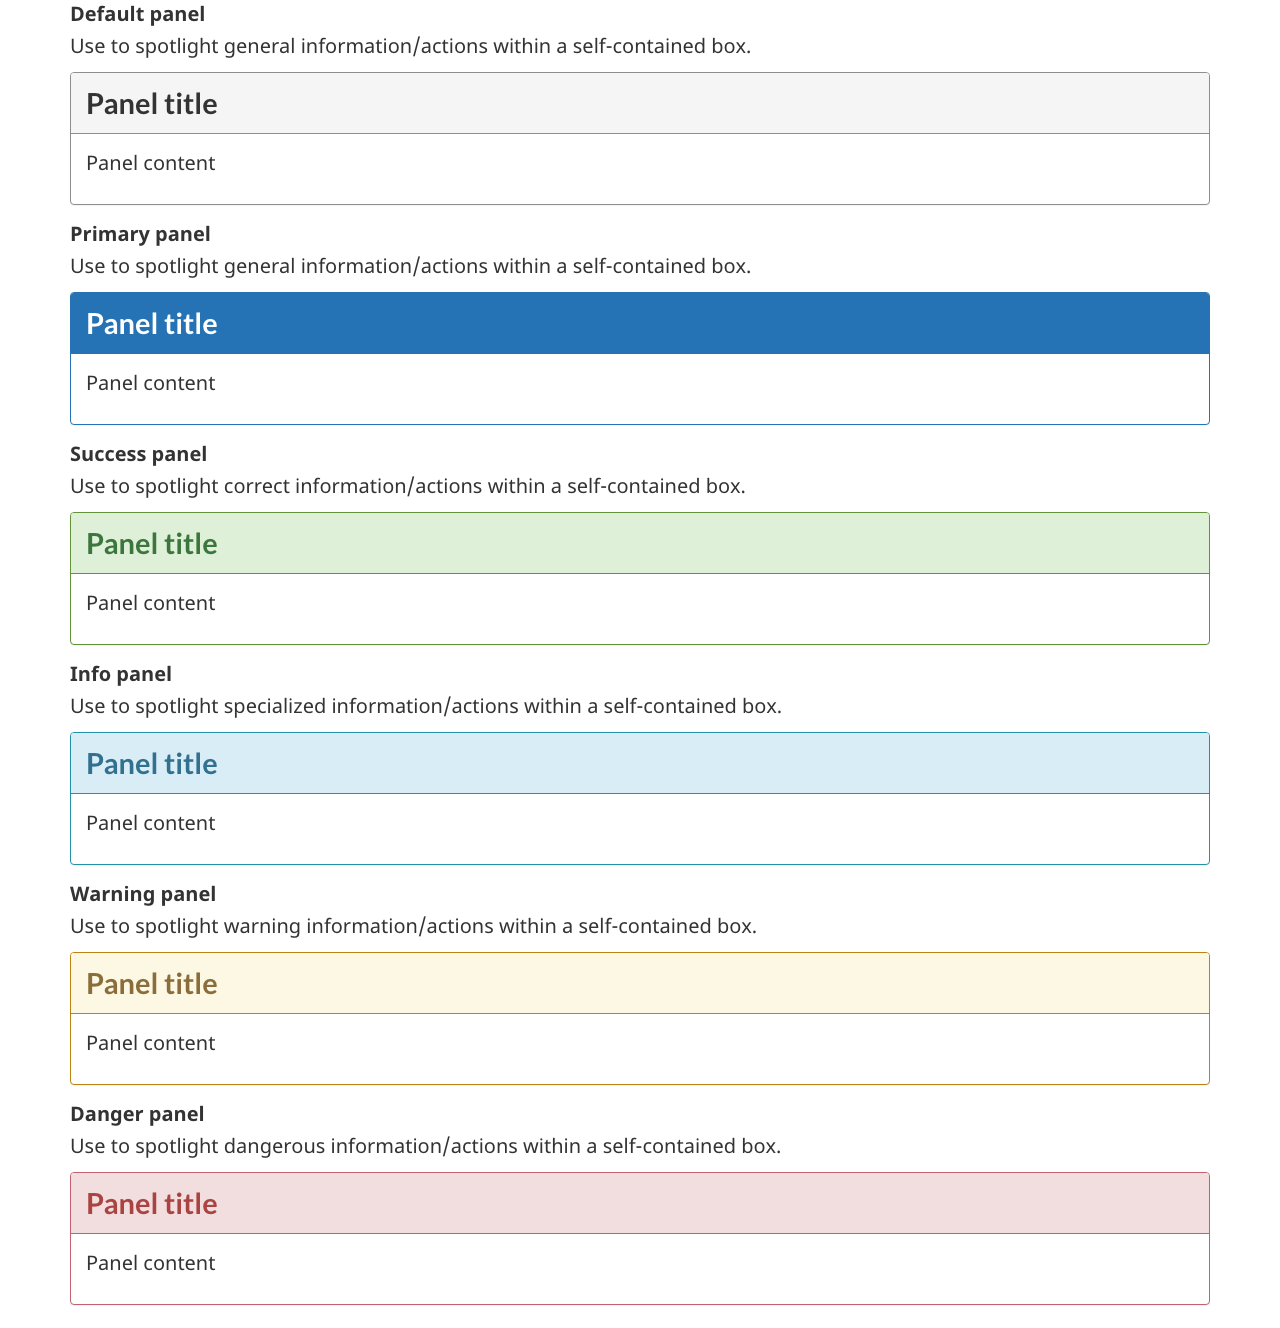 Default panel
Use to spotlight general information/actions within a self-contained box.
Panel title
Panel content
Primary panel
Use to spotlight general information/actions within a self-contained box.
Panel title
Panel content
Success panel
Use to spotlight correct information/actions within a self-contained box.
Panel title
Panel content
Info panel
Use to spotlight specialized information/actions within a self-contained box.
Panel title
Panel content
Warning panel
Use to spotlight warning information/actions within a self-contained box.
Panel title
Panel content
Danger panel
Use to spotlight dangerous information/actions within a self-contained box.
Panel title
Panel content